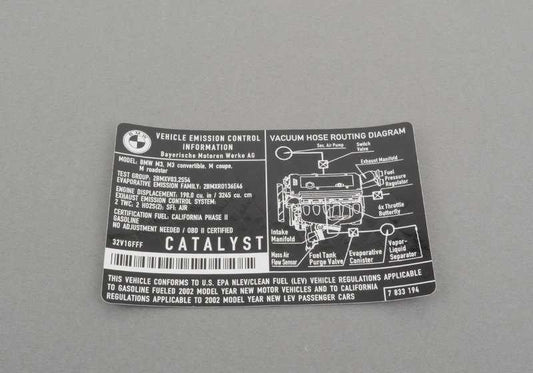 BMW
VEHICLE EMISSION CONTROL
INFORMATION
Bayerische Motoren Werke AG
MODEL: BMW M3, M3 convertible, M coupe,
M roadster
TEST GROUP: 2BMXV03.2S54
EVAPORATIVE EMISSION FAMILY: 2BMXR0136E46
ENGINE DISPLACEMENT: 198.0 cu. in / 3245 ccm
EXHAUST EMISSION CONTROL SYSTEM:
2 TWC, 2 HO2S(2), SFI, AIR
CERTIFICATION FUEL: CALIFORNIA PHASE II
GASOLINE
NO ADJUSTMENT NEEDED / OBD II CERTIFIED
32V1GFFF CATALYST
VACUUM HOSE ROUTING DIAGRAM
Sec. Air Pump
Switch
Valve
Exhaust Manifold
Fuel
Pressure
Regulator
6x Throttle
Butterfly
Intake
Manifold
Mass Air
Flow Sensor
Fuel Tank
Purge Valve
Evaporative
Canister
Vapor-
Liquid
Separator
THIS VEHICLE CONFORMS TO U.S. EPA NLEV/CLEAN FUEL (LEV) VEHICLE REGULATIONS APPLICABLE
TO GASOLINE FUELED 2002 MODEL YEAR NEW MOTOR VEHICLES AND TO CALIFORNIA
REGULATIONS APPLICABLE TO 2002 MODEL YEAR NEW LEV PASSENGER CARS
7 833 194